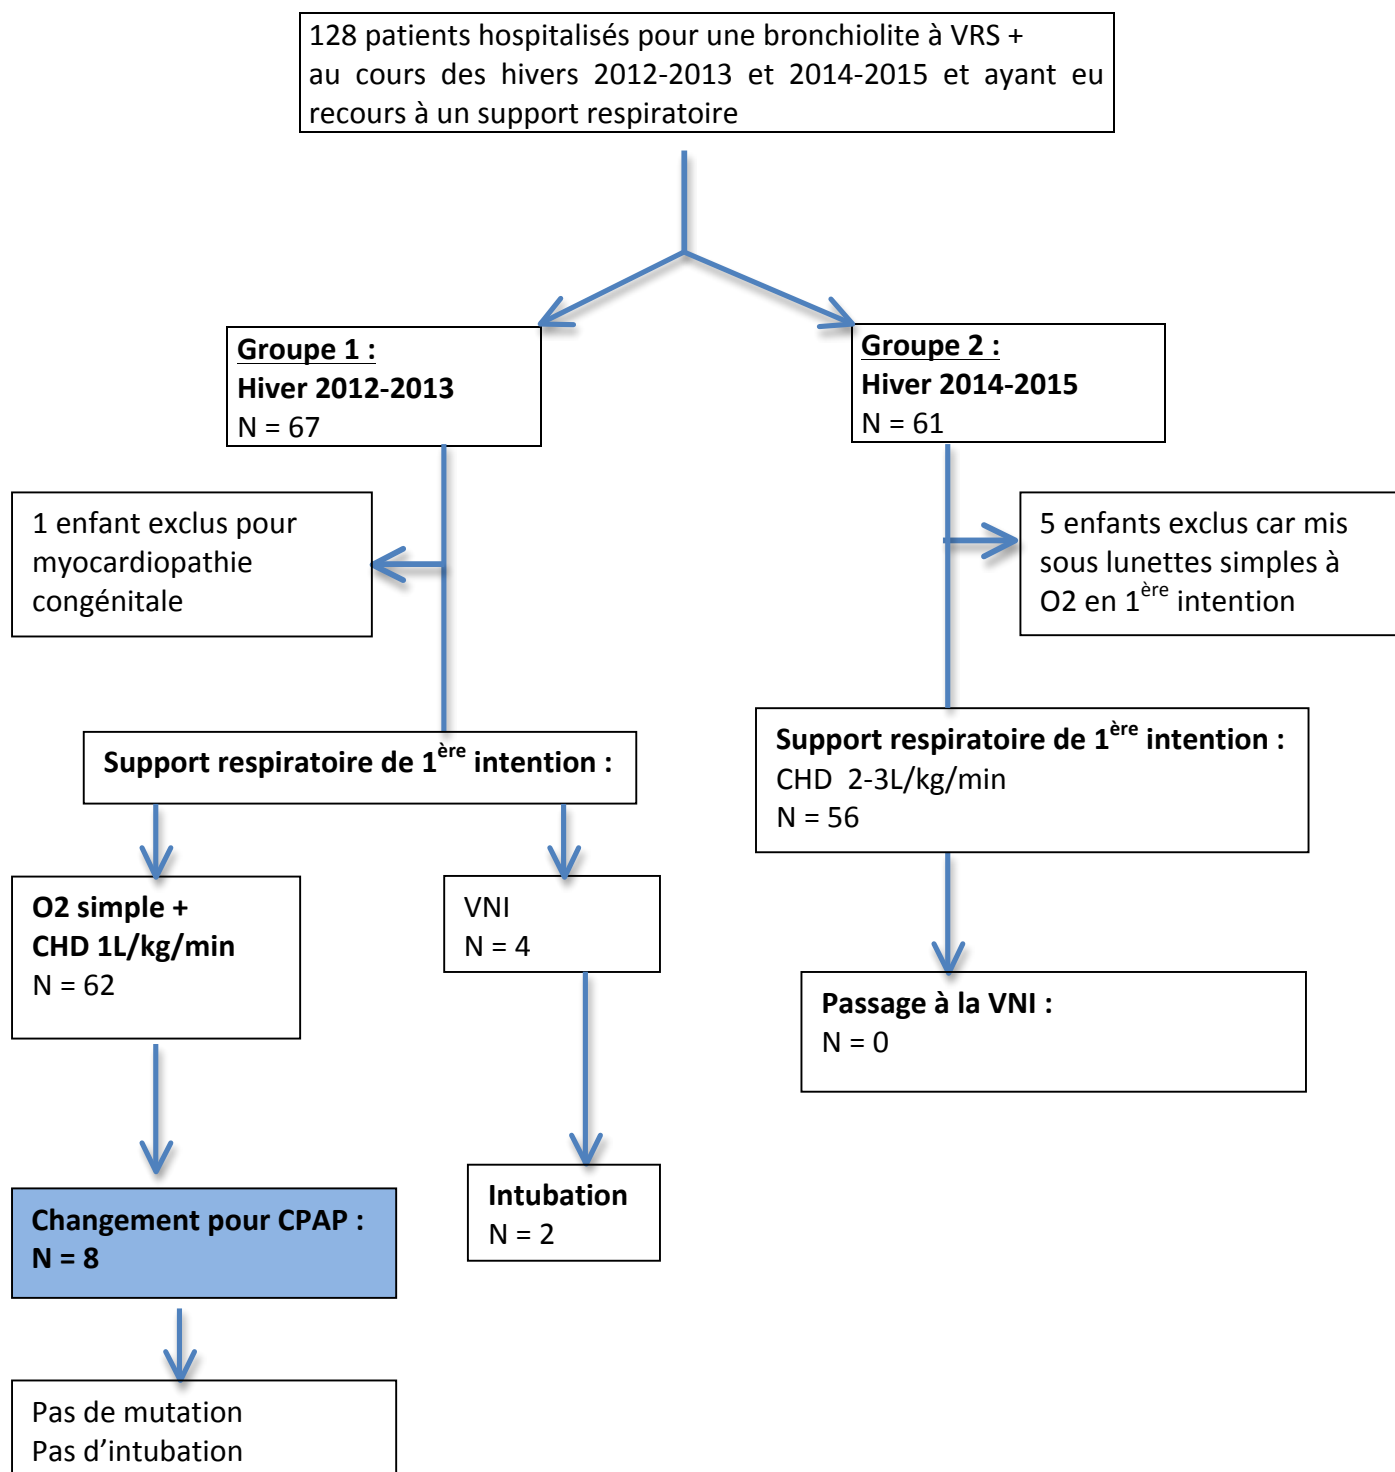 128 patients hospitalisés pour une bronchiolite à VRS +
au cours des hivers 2012-2013 et 2014-2015 et ayant eu
recours à un support respiratoire
Groupe 1 :
Hiver 2012-2013
N = 67
Groupe 2 :
Hiver 2014-2015
N = 61
1 enfant exclus pour
myocardiopathie
congénitale
5 enfants exclus car mis
sous lunettes simples à
O2 en 1ère intention
Support respiratoire de 1ère intention :
Support respiratoire de 1ère intention :
CHD 2-3L/kg/min
N = 56
O2 simple +
CHD 1L/kg/min
N = 62
VNI
N = 4
Passage à la VNI :
N = 0
Changement pour CPAP :
N = 8
Intubation
N = 2
Pas de mutation
Pas d’intubation